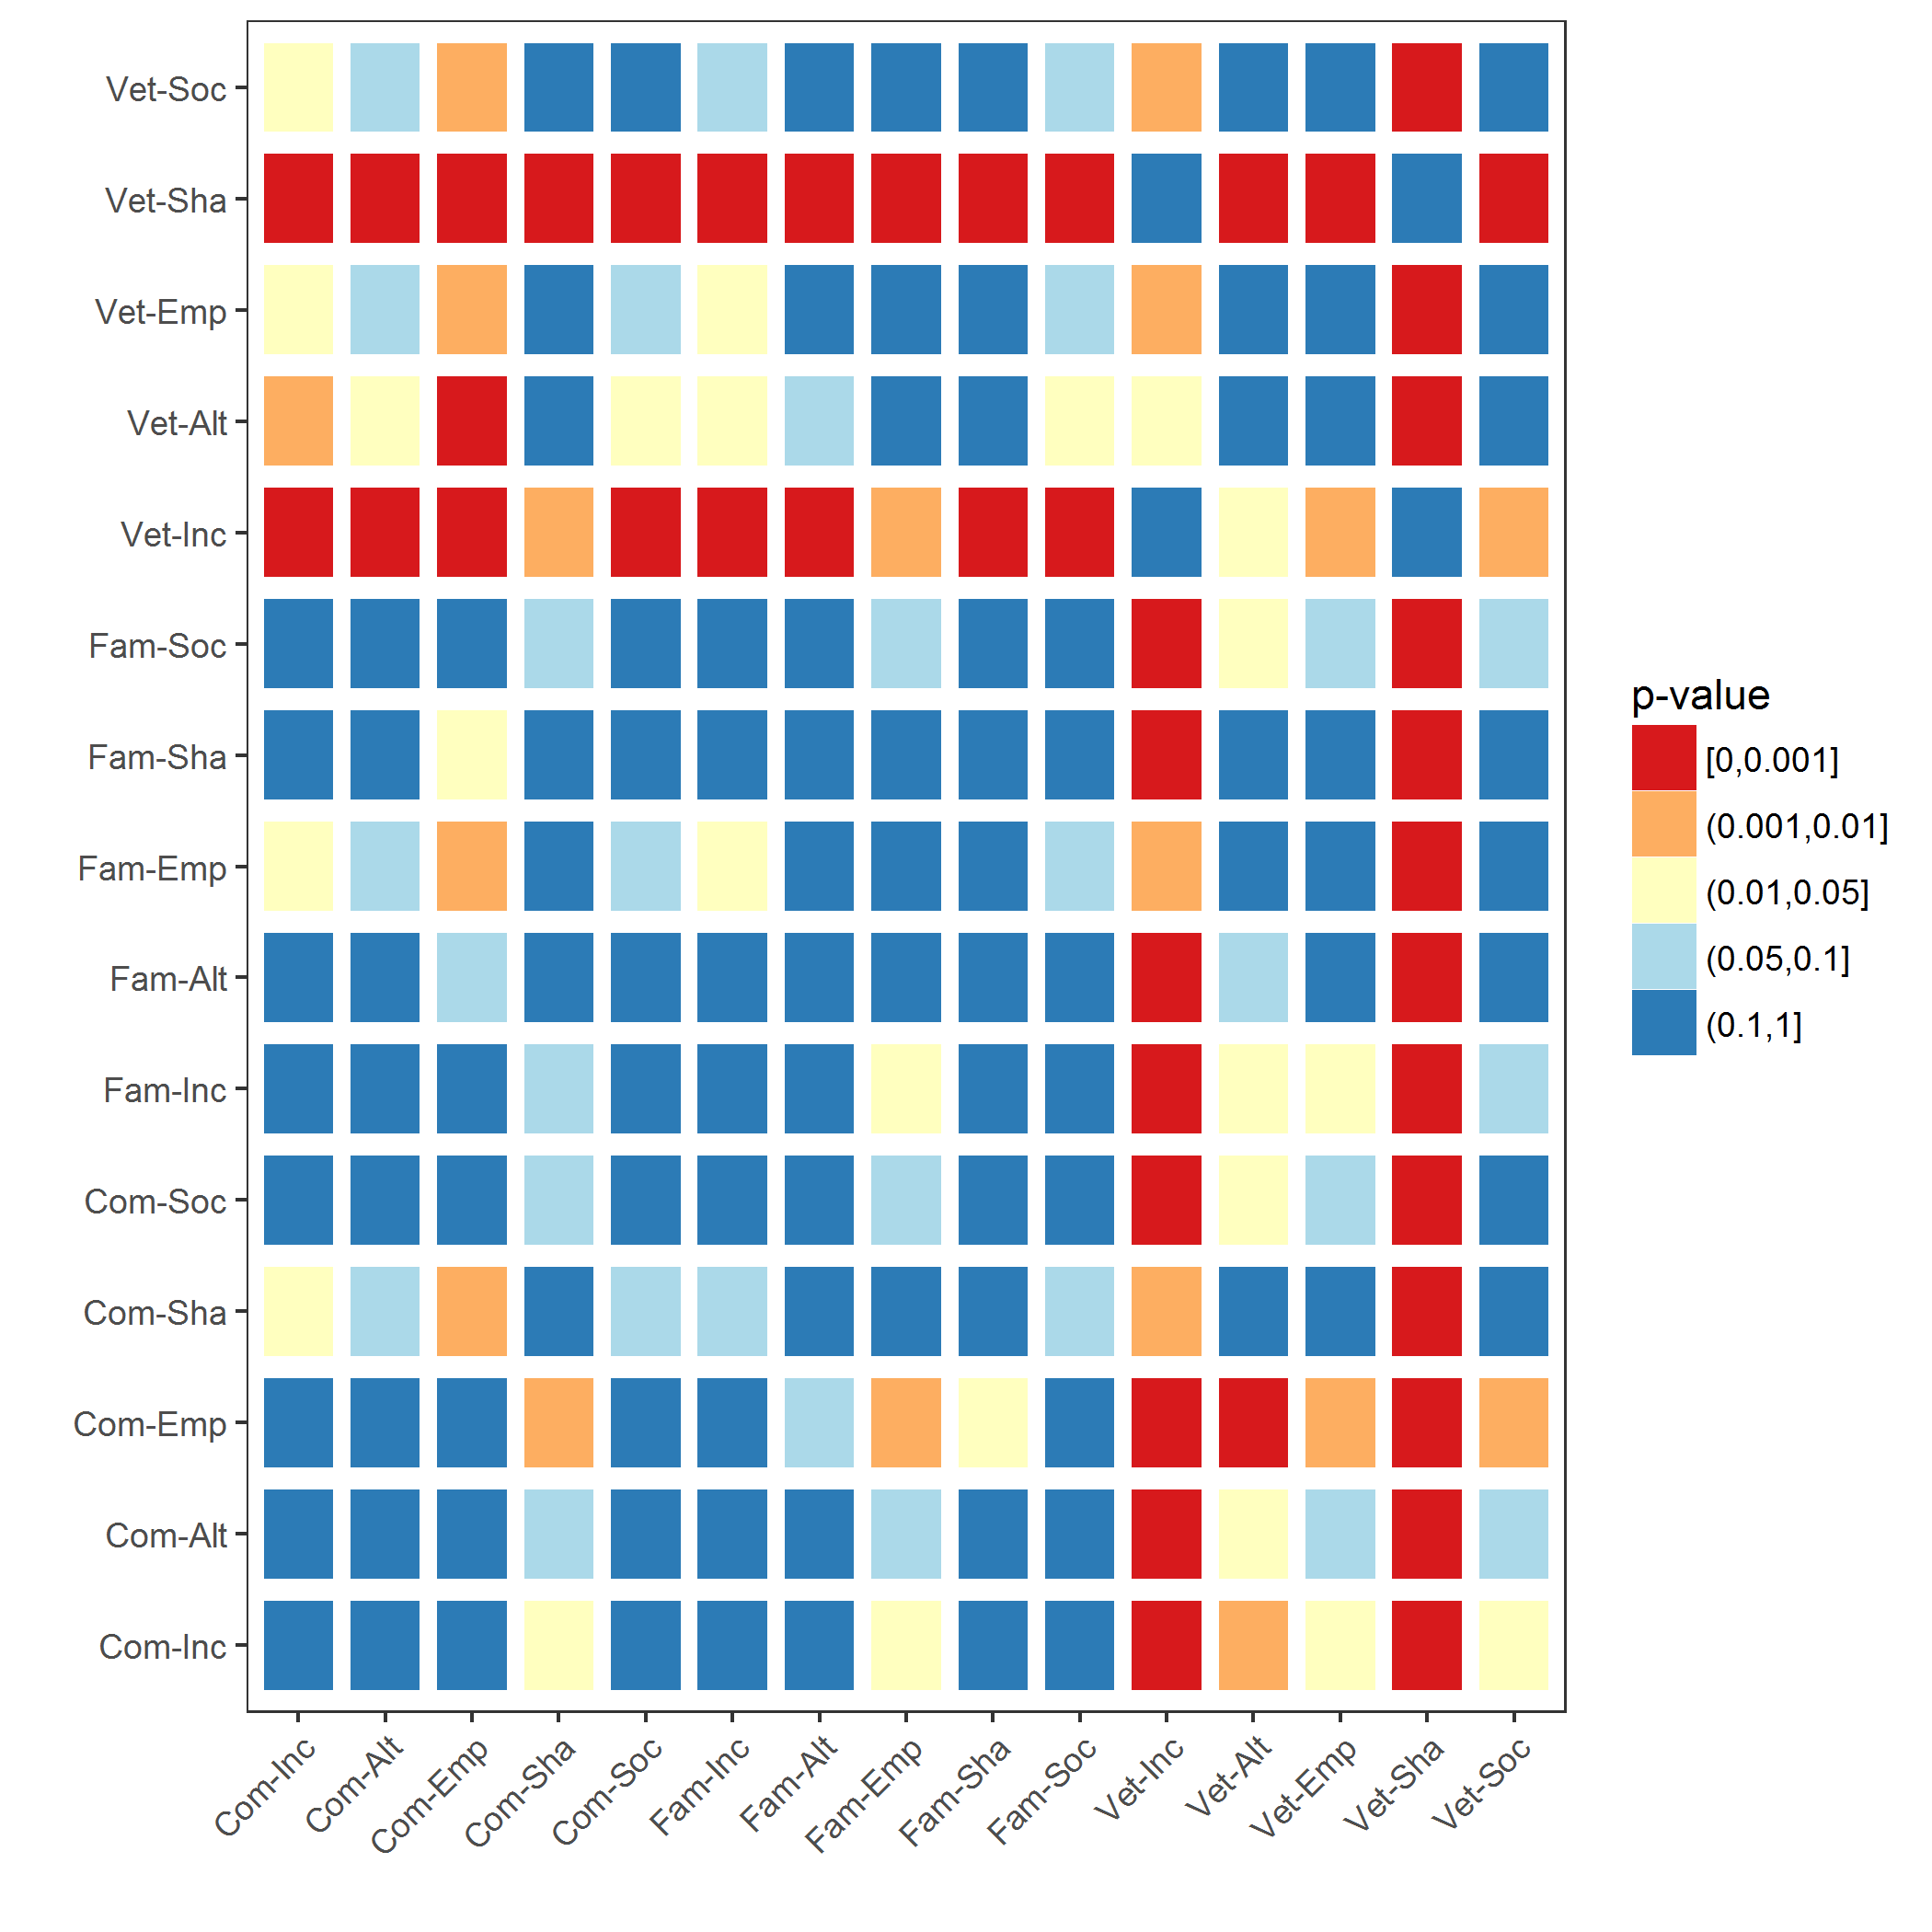 Vet-Soc
Vet-Sha
Vet-Emp
Vet-Alt
Vet-Inc
Fam-Soc
Fam-Sha
Fam-Emp
Fam-Alt
Fam-Inc
Com-Soc
Com-Sha
Com-Emp
Com-Alt
Com-Inc
Com-Inc
Com-Alt
Com-Emp
Com-Sha
Com-Soc
Fam-Inc
Fam-Alt
Fam-Emp
Fam-Sha
Fam-Soc
Vet-Inc
Vet-Alt
Vet-Emp
Vet-Sha
Vet-Soc
p-value
[0,0.001]
(0.001,0.01]
(0.01,0.05]
(0.05,0.1]
(0.1,1]